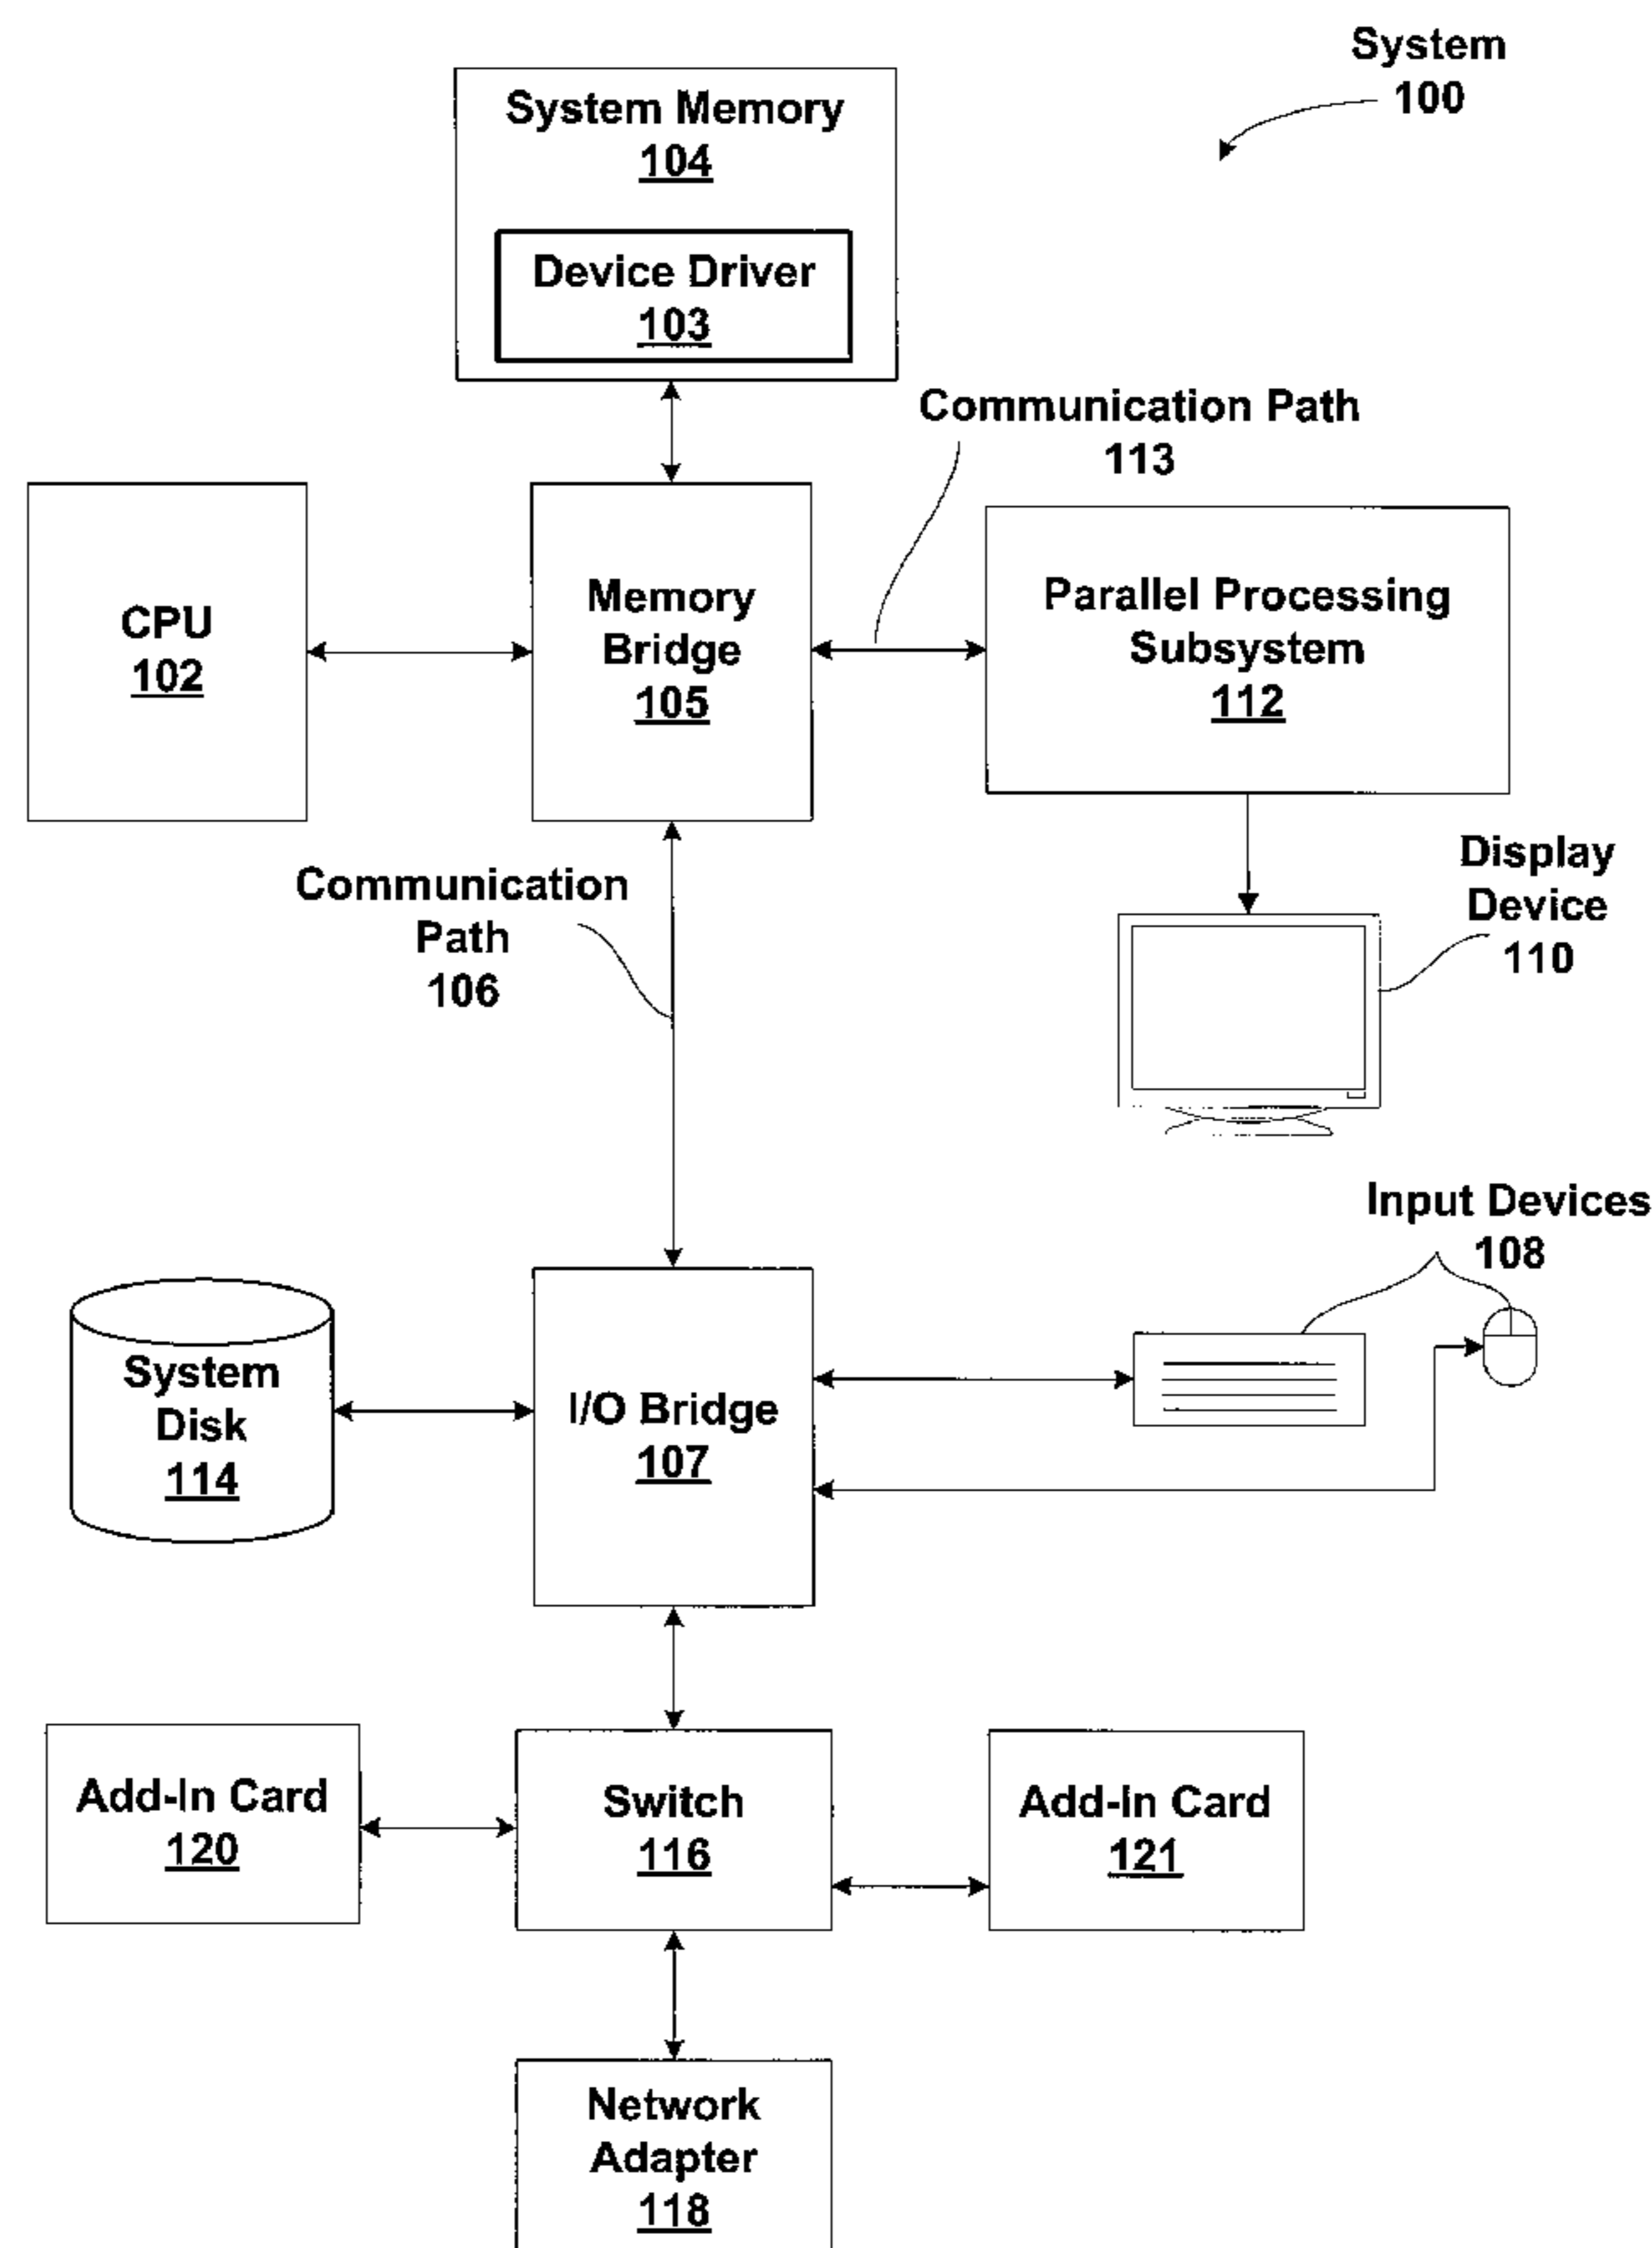 System
100
System Memory
104
Device Driver
103
Communication Path
113
CPU
102
Memory
Bridge
105
Parallel Processing
Subsystem
112
Communication
Path
106
Display
Device
110
Input Devices
108
System
Disk
114
I/O Bridge
107
Add-In Card
120
Switch
116
Add-In Card
121
Network
Adapter
118